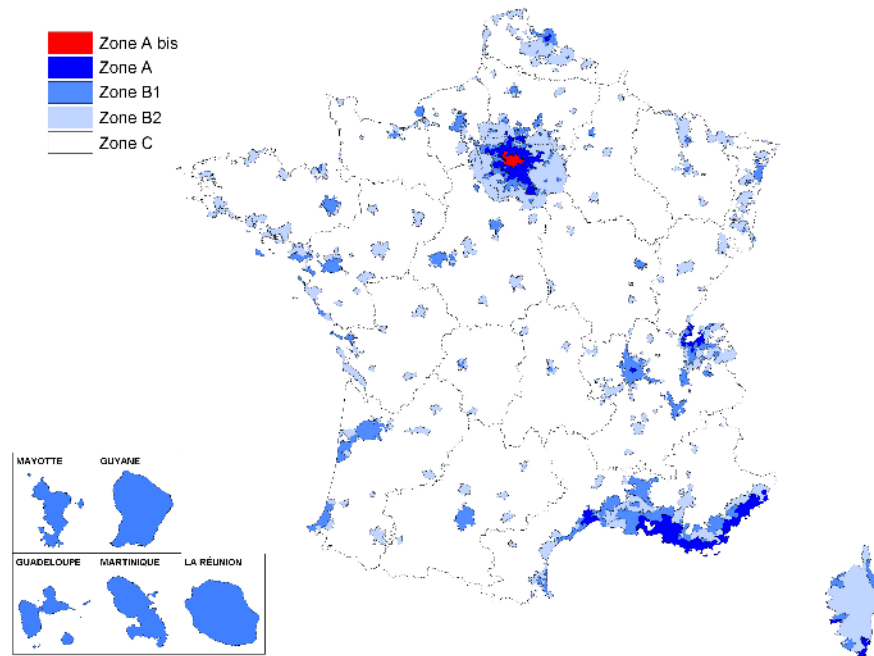 Zone A bis
Zone A
Zone B1
Zone B2
Zone C
MAYOTTE GUYANE
GUADELOUPE MARTINIQUE LA RÉUNION